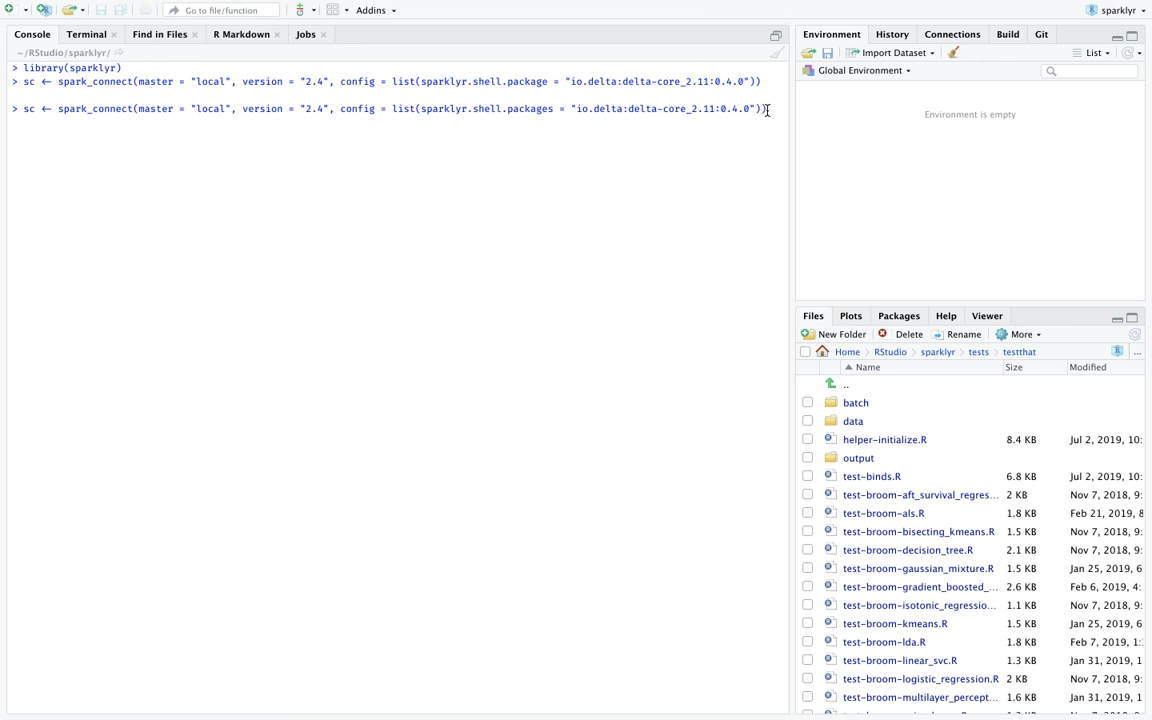 Go to file/function
Addins
sparklyr
Console
Terminal
Find in Files
R Markdown
Jobs
~/RStudio/sparklyr/
> library(sparklyr)
> sc <- spark_connect(master = "local", version = "2.4", config = list(sparklyr.shell.package = "io.delta:delta-core_2.11:0.4.0"))
> sc <- spark_connect(master = "local", version = "2.4", config = list(sparklyr.shell.packages = "io.delta:delta-core_2.11:0.4.0"))
Environment
History
Connections
Build
Git
Import Dataset
List
Global Environment
Environment is empty
Files
Plots
Packages
Help
Viewer
New Folder
Delete
Rename
More
Home
RStudio
sparklyr
tests
testthat
...
Name
Size
Modified
..
batch
data
helper-initialize.R 8.4 KB Jul 2, 2019, 10:
output
test-binds.R 6.8 KB Jul 2, 2019, 10:
test-broom-aft_survival_regres... 2 KB Nov 7, 2018, 9:
test-broom-als.R 1.8 KB Feb 21, 2019, 8
test-broom-bisecting_kmeans.R 1.5 KB Nov 7, 2018, 9:
test-broom-decision_tree.R 2.1 KB Nov 7, 2018, 9:
test-broom-gaussian_mixture.R 1.5 KB Jan 25, 2019, 6
test-broom-gradient_boosted_... 2.6 KB Feb 6, 2019, 4:
test-broom-isotonic_regressio... 1.1 KB Nov 7, 2018, 9:
test-broom-kmeans.R 1.5 KB Jan 25, 2019, 6
test-broom-lda.R 1.8 KB Feb 7, 2019, 1:
test-broom-linear_svc.R 1.3 KB Jan 31, 2019, 1
test-broom-logistic_regression.R 2 KB Nov 7, 2018, 9:
test-broom-multilayer_percept... 1.6 KB Jan 31, 2019, 1